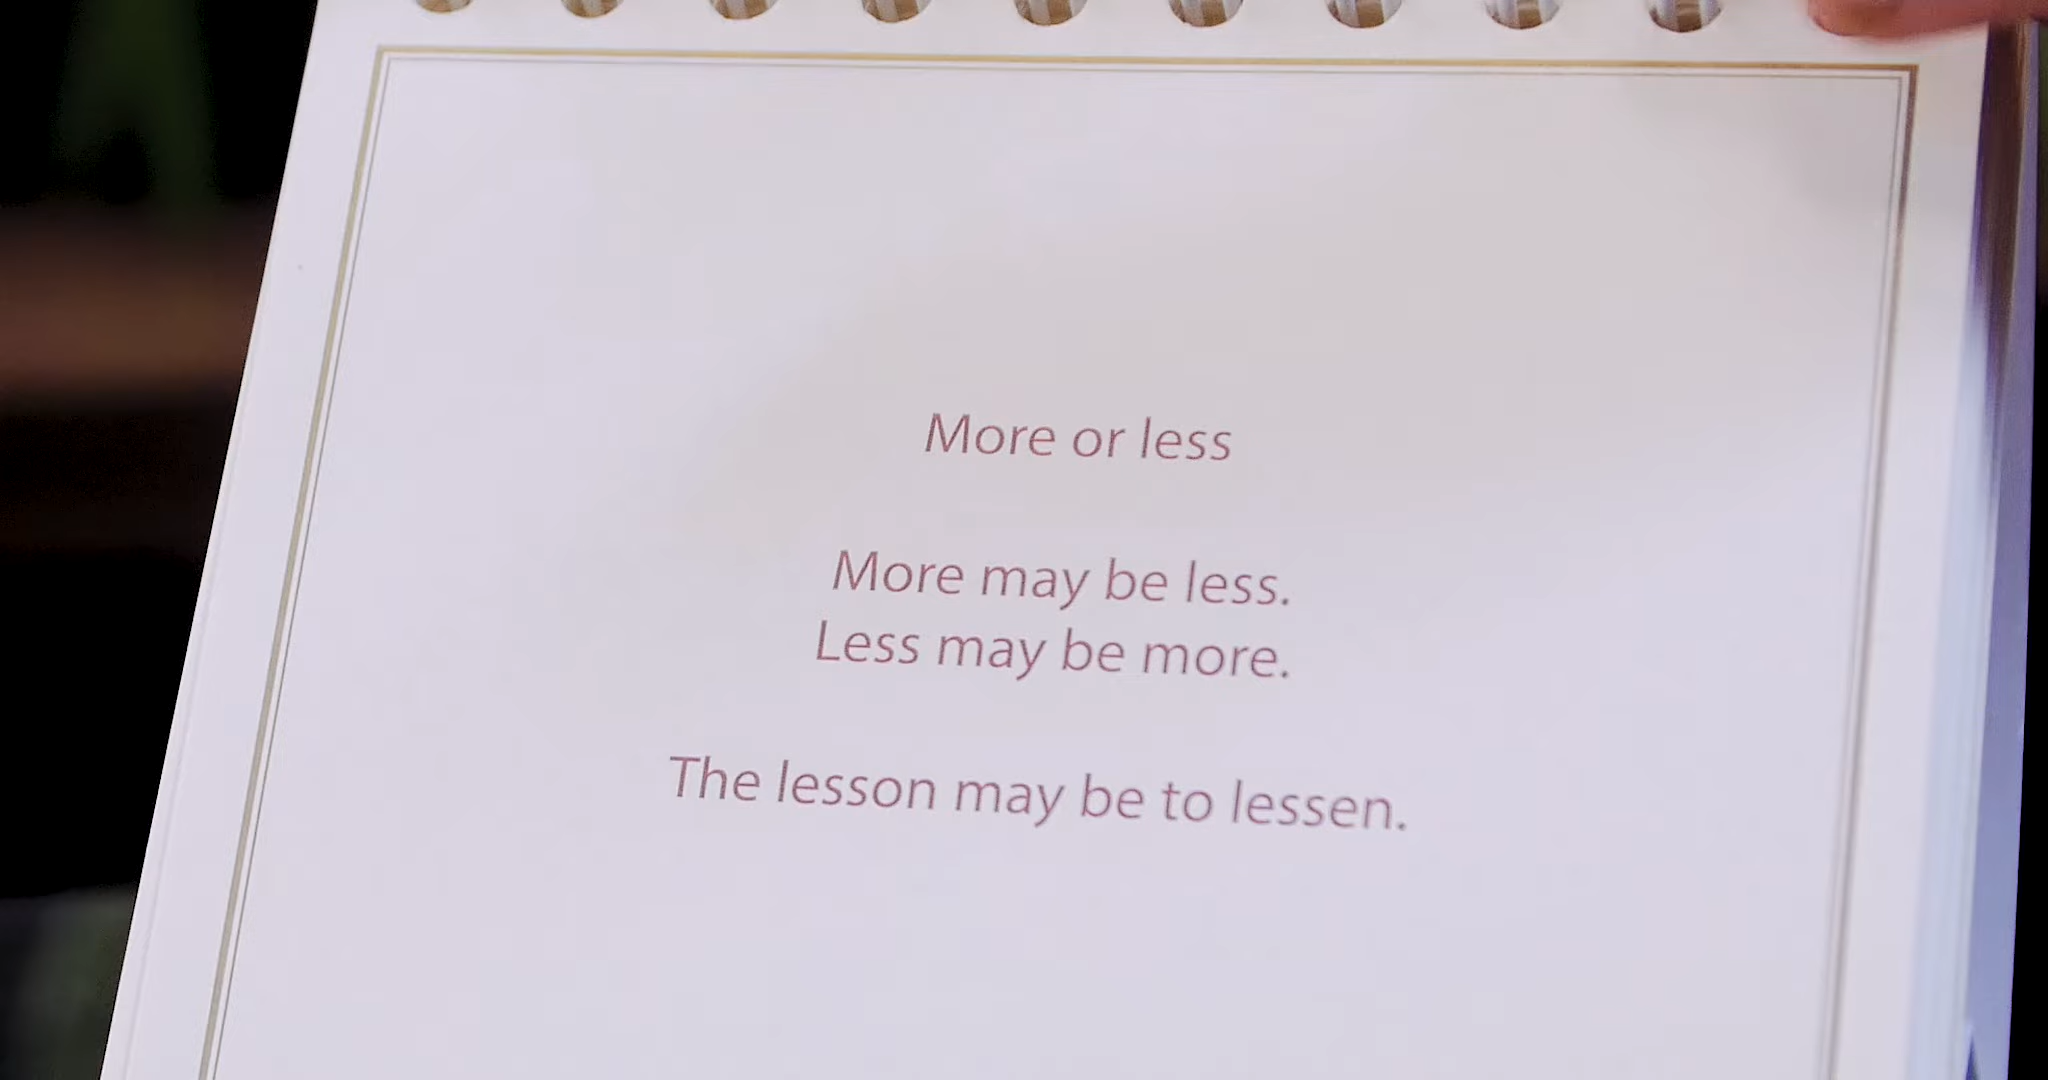 More or less
More may be less.
Less may be more.
The lesson may be to lessen.